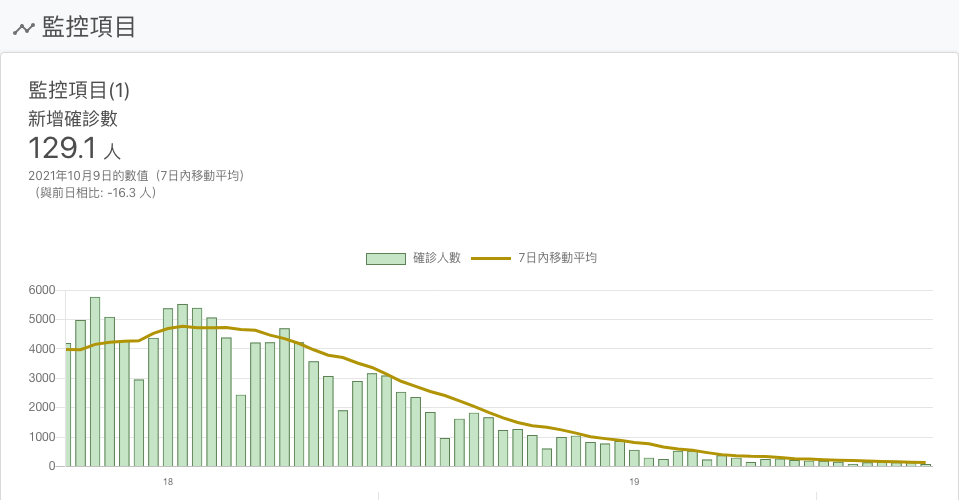 監控項目
監控項目(1)
新增確診數
129.1 人
2021年10月9日的數值（7日內移動平均）
（與前日相比: -16.3 人）
確診人數 7日內移動平均
6000
5000
4000
3000
2000
1000
0
18 19